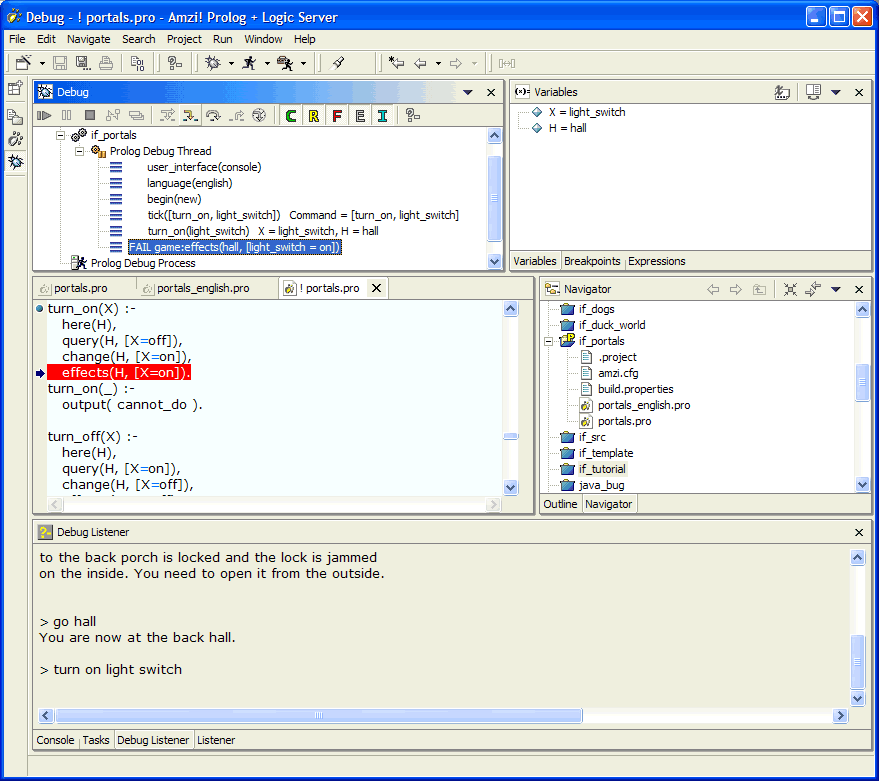 Debug - ! portals.pro - Amzi! Prolog + Logic Server
File Edit Navigate Search Project Run Window Help
Debug
C R F E I
if_portals
Prolog Debug Thread
user_interface(console)
language(english)
begin(new)
tick([turn_on, light_switch]) Command = [turn_on, light_switch]
turn_on(light_switch) X = light_switch, H = hall
FAIL game:effects(hall, [light_switch = on])
Prolog Debug Process
(x)= Variables
X = light_switch
H = hall
Variables Breakpoints Expressions
portals.pro portals_english.pro ! portals.pro
turn_on(X) :-
here(H),
query(H, [X=off]),
change(H, [X=on]),
effects(H, [X=on]).
turn_on(_) :-
output( cannot_do ).
turn_off(X) :-
here(H),
query(H, [X=on]),
change(H, [X=off]),
Navigator
if_dogs
if_duck_world
if_portals
.project
amzi.cfg
build.properties
portals_english.pro
portals.pro
if_src
if_template
if_tutorial
java_bug
Outline Navigator
Debug Listener
to the back porch is locked and the lock is jammed
on the inside. You need to open it from the outside.
> go hall
You are now at the back hall.
> turn on light switch
Console Tasks Debug Listener Listener